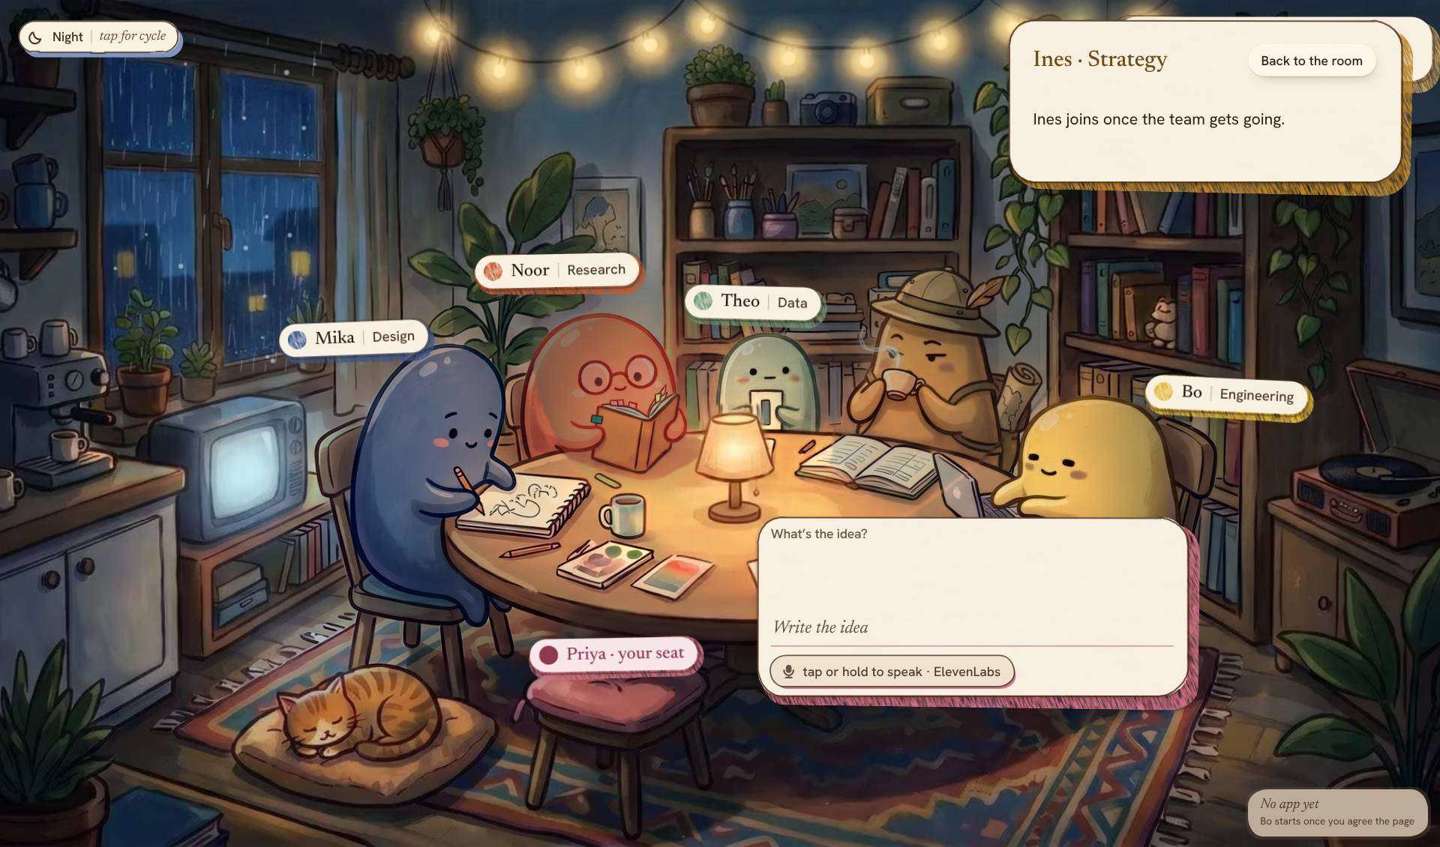 Night tap for cycle
Ines · Strategy
Back to the room
Ines joins once the team gets going.
Noor Research
Theo Data
Mika Design
Bo Engineering
What's the idea?
Write the idea
tap or hold to speak · ElevenLabs
Priya · your seat
No app yet
Bo starts once you agree the page